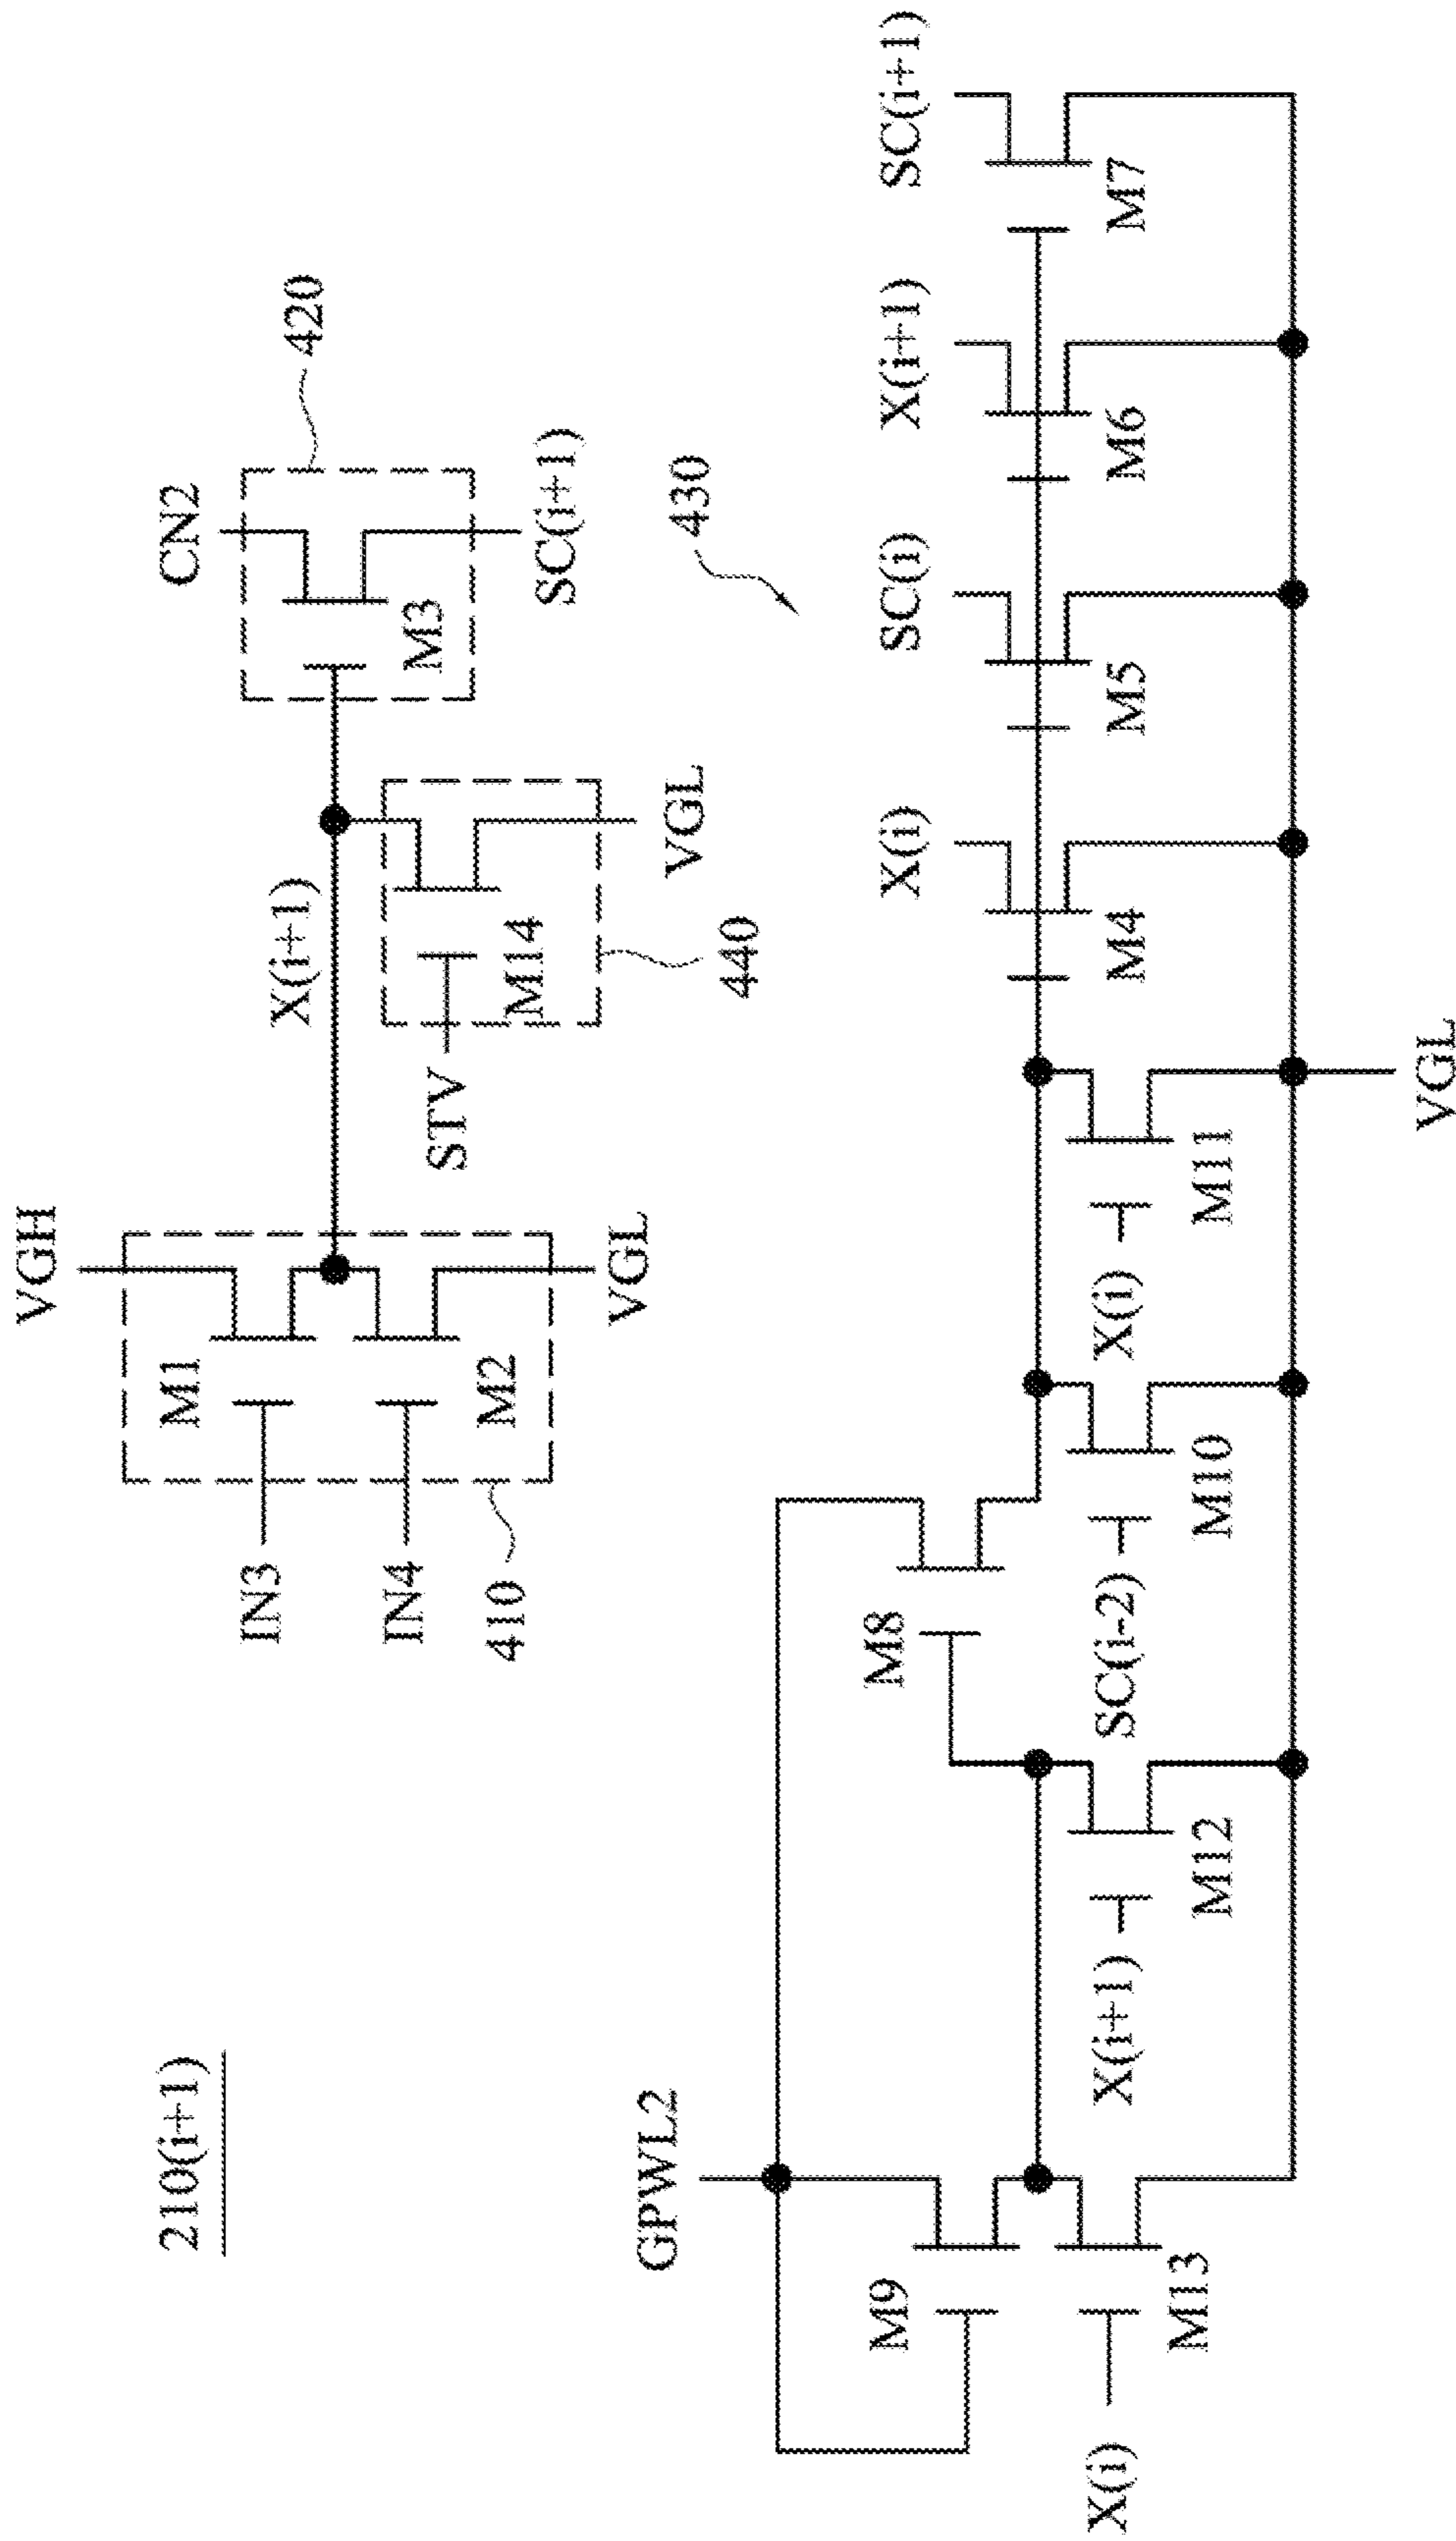 210(i+1)
VGH
CN2
M1
420
IN3
X(i+1)
M3
IN4
STV
M2
M14
SC(i+1)
410
VGL
VGL
440
430
GPWL2
M8
X(i)
SC(i)
X(i+1)
SC(i+1)
M9
X(i)
M13
X(i+1)
M12
SC(i-2)
M10
X(i)
M11
M4
M5
M6
M7
VGL